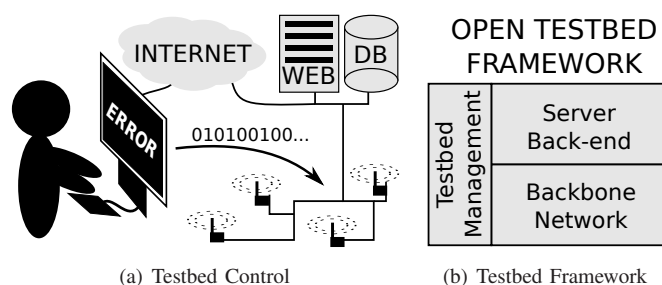 INTERNET
WEB
DB
ERROR
010100100...
(a) Testbed Control
OPEN TESTBED
FRAMEWORK
Testbed
Management
Server
Back-end
Backbone
Network
(b) Testbed Framework